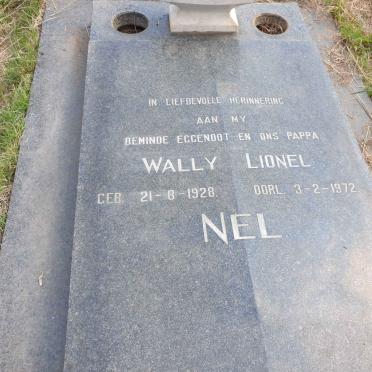 IN LIEFDEVOLLE HERINNERING
AAN MY
BEMINDE EGGENOOT EN ONS PAPPA
WALLY LIONEL
GEB. 21-8-1928. OORL. 3-2-1972.
NEL